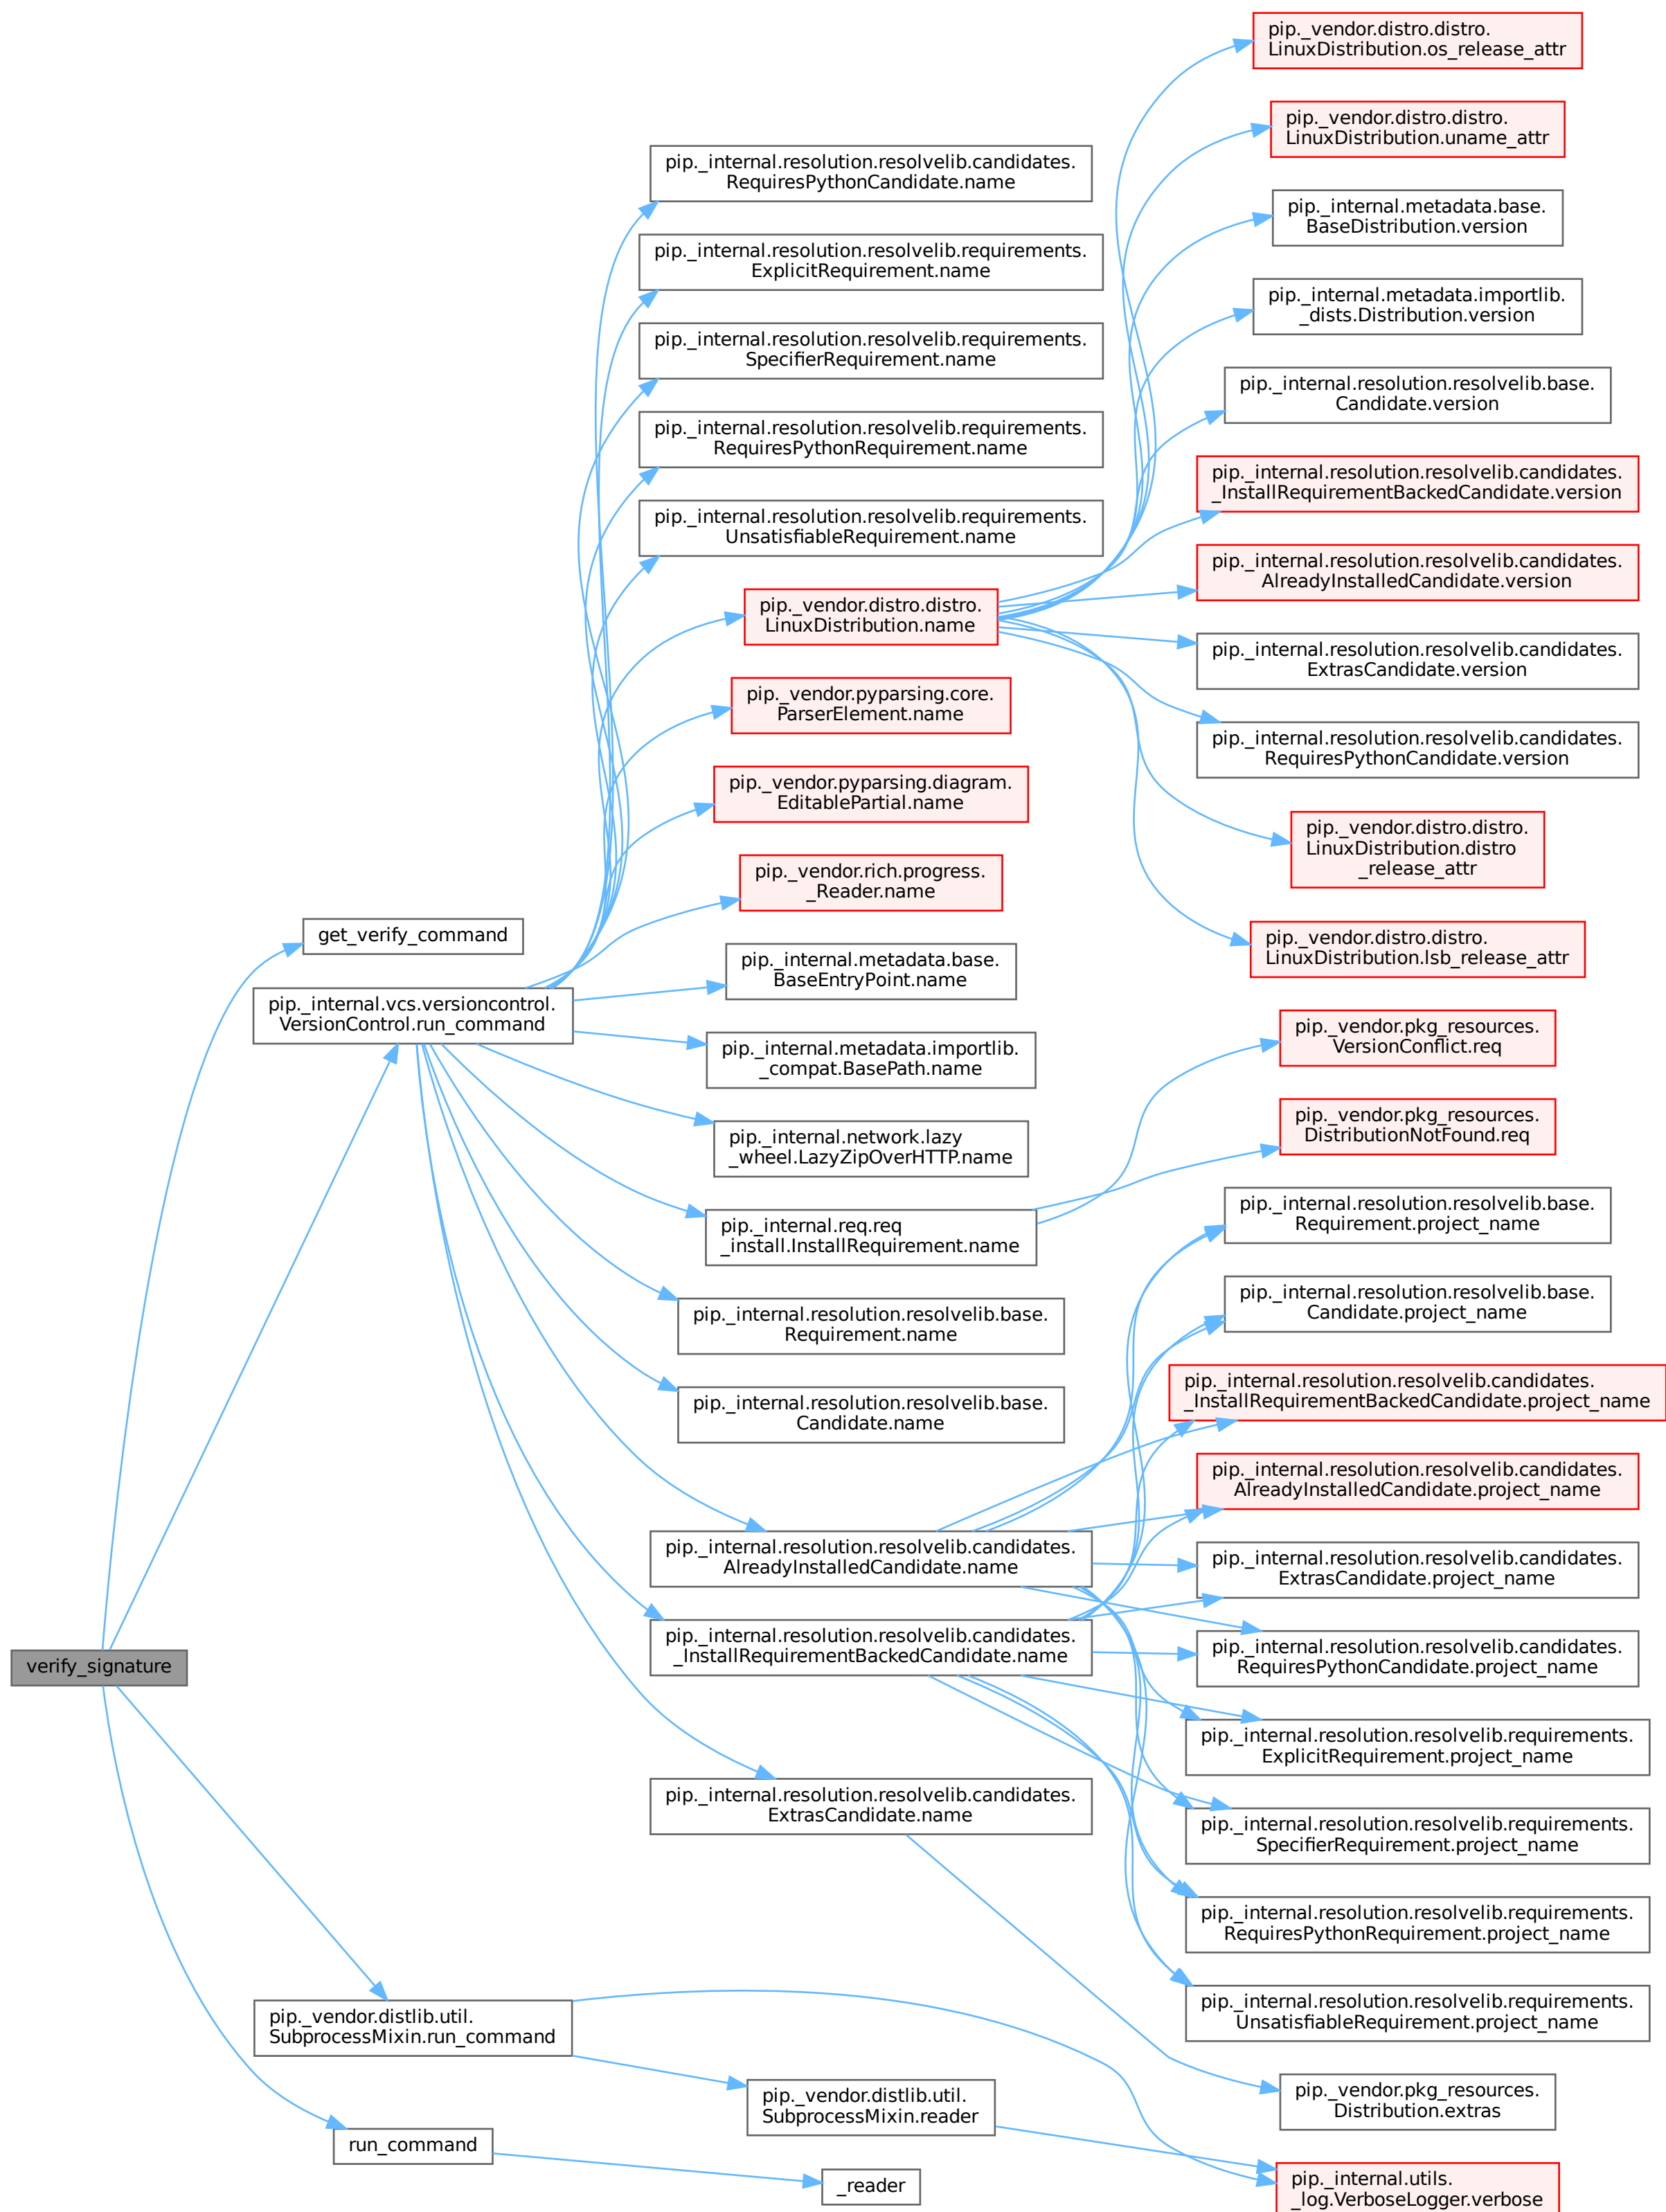 verify_signature
get_verify_command
pip._internal.vcs.versioncontrol.
VersionControl.run_command
pip._vendor.distlib.util.
SubprocessMixin.run_command
run_command
pip._internal.resolution.resolvelib.candidates.
RequiresPythonCandidate.name
pip._internal.resolution.resolvelib.requirements.
ExplicitRequirement.name
pip._internal.resolution.resolvelib.requirements.
SpecifierRequirement.name
pip._internal.resolution.resolvelib.requirements.
RequiresPythonRequirement.name
pip._internal.resolution.resolvelib.requirements.
UnsatisfiableRequirement.name
pip._vendor.distro.distro.
LinuxDistribution.name
pip._vendor.pyparsing.core.
ParserElement.name
pip._vendor.pyparsing.diagram.
EditablePartial.name
pip._vendor.rich.progress.
_Reader.name
pip._internal.metadata.base.
BaseEntryPoint.name
pip._internal.metadata.importlib.
_compat.BasePath.name
pip._internal.network.lazy
_wheel.LazyZipOverHTTP.name
pip._internal.req.req
_install.InstallRequirement.name
pip._internal.resolution.resolvelib.base.
Requirement.name
pip._internal.resolution.resolvelib.base.
Candidate.name
pip._internal.resolution.resolvelib.candidates.
AlreadyInstalledCandidate.name
pip._internal.resolution.resolvelib.candidates.
_InstallRequirementBackedCandidate.name
pip._internal.resolution.resolvelib.candidates.
ExtrasCandidate.name
pip._vendor.distlib.util.
SubprocessMixin.reader
_reader
pip._vendor.distro.distro.
LinuxDistribution.os_release_attr
pip._vendor.distro.distro.
LinuxDistribution.uname_attr
pip._internal.metadata.base.
BaseDistribution.version
pip._internal.metadata.importlib.
_dists.Distribution.version
pip._internal.resolution.resolvelib.base.
Candidate.version
pip._internal.resolution.resolvelib.candidates.
_InstallRequirementBackedCandidate.version
pip._internal.resolution.resolvelib.candidates.
AlreadyInstalledCandidate.version
pip._internal.resolution.resolvelib.candidates.
ExtrasCandidate.version
pip._internal.resolution.resolvelib.candidates.
RequiresPythonCandidate.version
pip._vendor.distro.distro.
LinuxDistribution.distro
_release_attr
pip._vendor.distro.distro.
LinuxDistribution.lsb_release_attr
pip._vendor.pkg_resources.
VersionConflict.req
pip._vendor.pkg_resources.
DistributionNotFound.req
pip._internal.resolution.resolvelib.base.
Requirement.project_name
pip._internal.resolution.resolvelib.base.
Candidate.project_name
pip._internal.resolution.resolvelib.candidates.
_InstallRequirementBackedCandidate.project_name
pip._internal.resolution.resolvelib.candidates.
AlreadyInstalledCandidate.project_name
pip._internal.resolution.resolvelib.candidates.
ExtrasCandidate.project_name
pip._internal.resolution.resolvelib.candidates.
RequiresPythonCandidate.project_name
pip._internal.resolution.resolvelib.requirements.
ExplicitRequirement.project_name
pip._internal.resolution.resolvelib.requirements.
SpecifierRequirement.project_name
pip._internal.resolution.resolvelib.requirements.
RequiresPythonRequirement.project_name
pip._internal.resolution.resolvelib.requirements.
UnsatisfiableRequirement.project_name
pip._vendor.pkg_resources.
Distribution.extras
pip._internal.utils.
_log.VerboseLogger.verbose